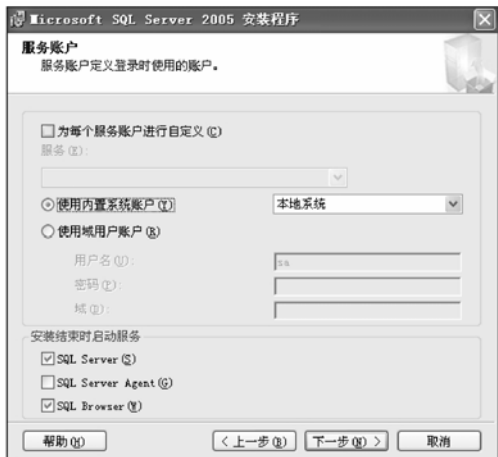 Microsoft SQL Server 2005 安装程序
服务账户
服务账户定义登录时使用的账户。
为每个服务账户进行自定义(C)
服务(E):
使用内置系统账户(T) 本地系统
使用域用户账户(R)
用户名(U): sa
密码(P):
域(D):
安装结束时启动服务
SQL Server(S)
SQL Server Agent(G)
SQL Browser(W)
帮助(H) < 上一步(B) 下一步(N) > 取消